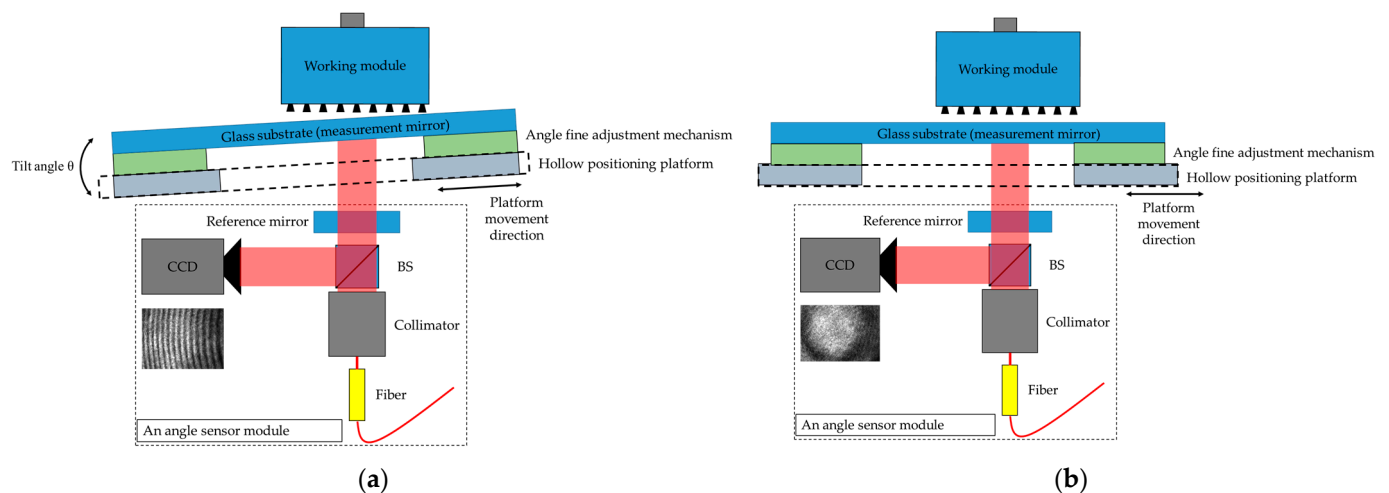 Working module
Glass substrate (measurement mirror)
Angle fine adjustment mechanism
Tilt angle θ
Hollow positioning platform
Platform
movement
direction
Reference mirror
CCD
BS
Collimator
Fiber
An angle sensor module
(a)
Working module
Glass substrate (measurement mirror)
Angle fine adjustment mechanism
Hollow positioning platform
Platform
movement
direction
Reference mirror
CCD
BS
Collimator
Fiber
An angle sensor module
(b)